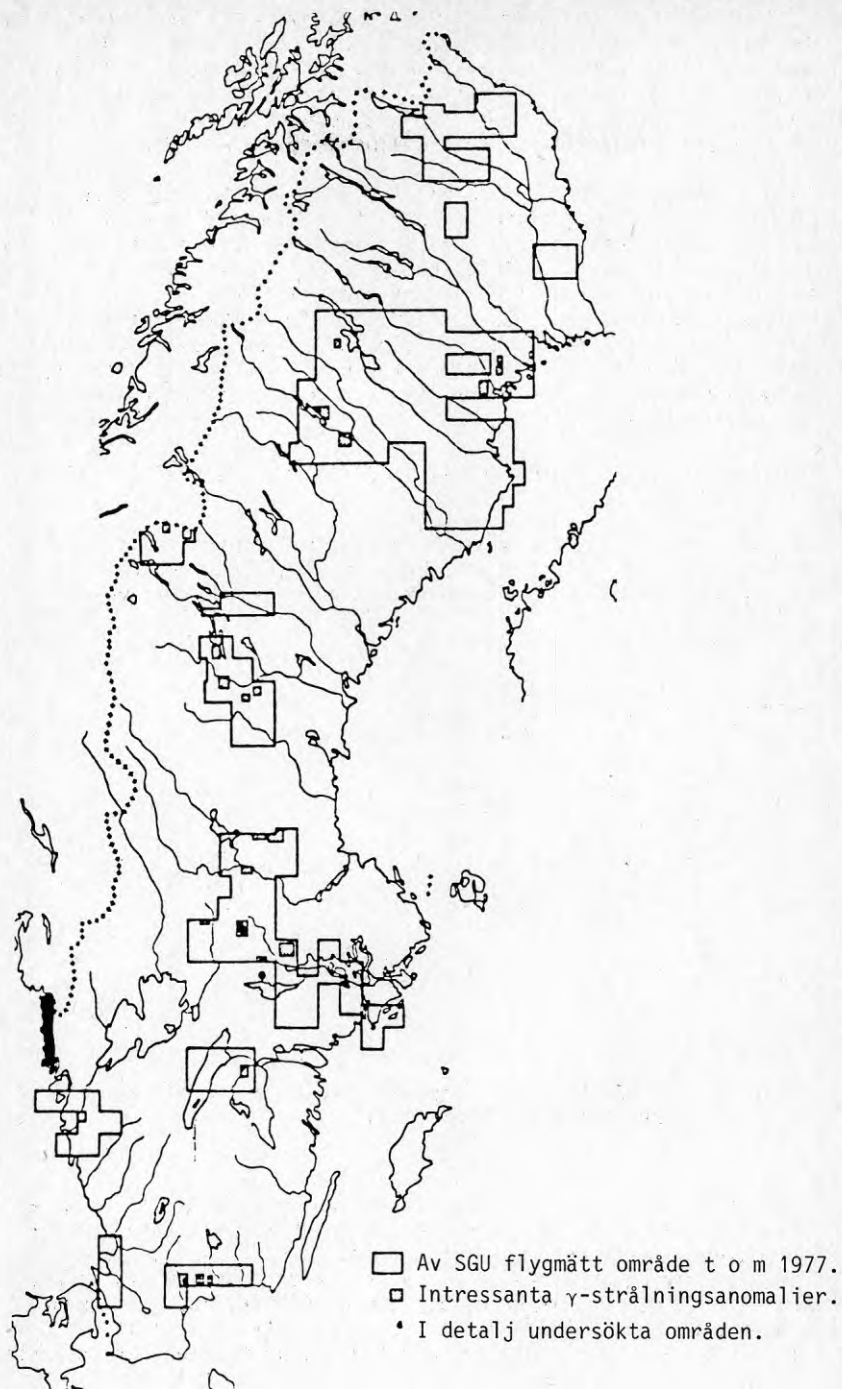 Av SGU flygmätt område t o m 1977.
Intressanta γ-strålningsanomalier.
I detalj undersökta områden.